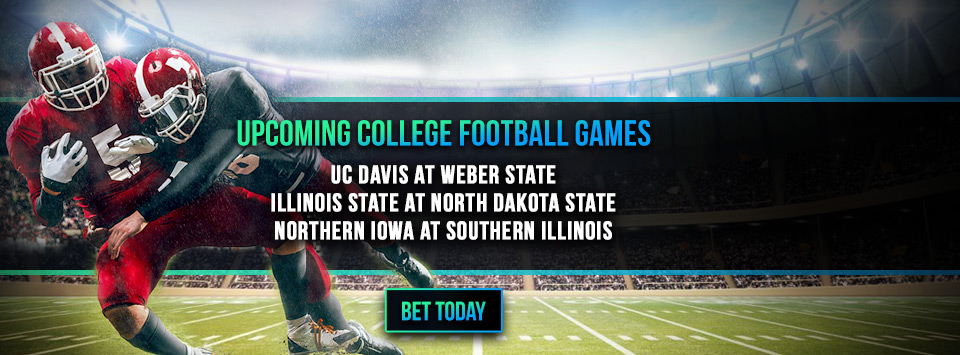 5
UPCOMING COLLEGE FOOTBALL GAMES
UC DAVIS AT WEBER STATE
ILLINOIS STATE AT NORTH DAKOTA STATE
NORTHERN IOWA AT SOUTHERN ILLINOIS
BET TODAY